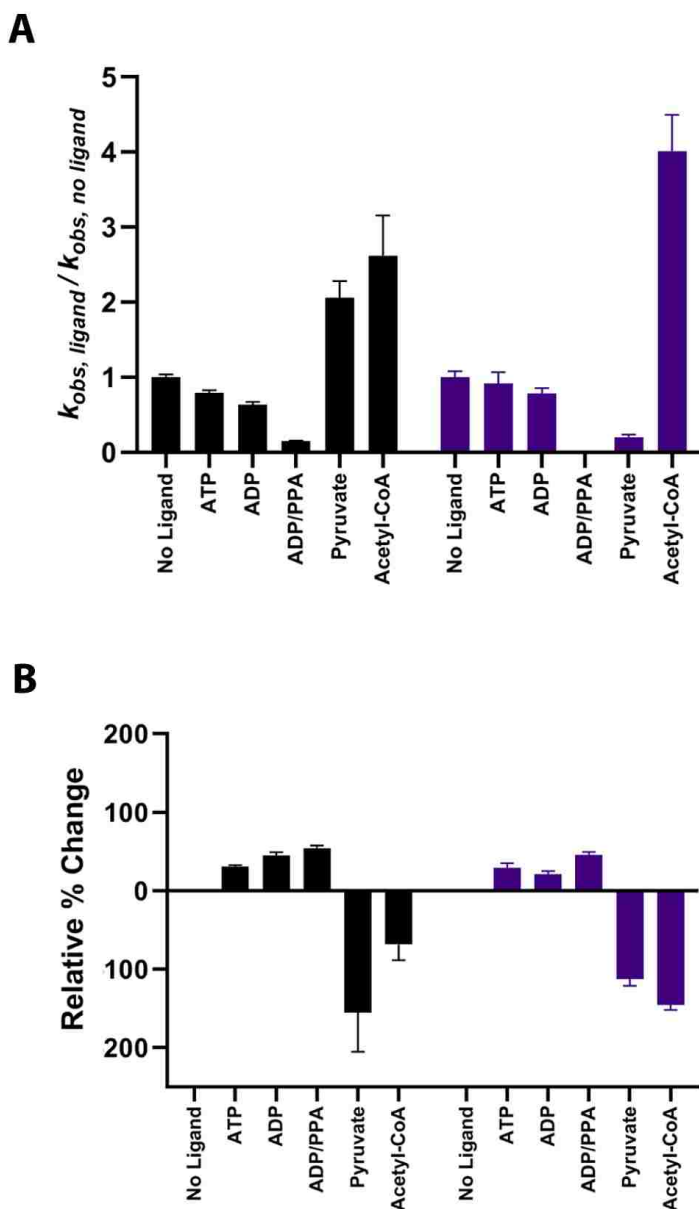 A
k obs, ligand / k obs, no ligand
5
4
3
2
1
0
No Ligand
ATP
ADP
ADP/PPA
Pyruvate
Acetyl-CoA
No Ligand
ATP
ADP
ADP/PPA
Pyruvate
Acetyl-CoA
B
Relative % Change
200
100
0
100
200
No Ligand
ATP
ADP
ADP/PPA
Pyruvate
Acetyl-CoA
No Ligand
ATP
ADP
ADP/PPA
Pyruvate
Acetyl-CoA